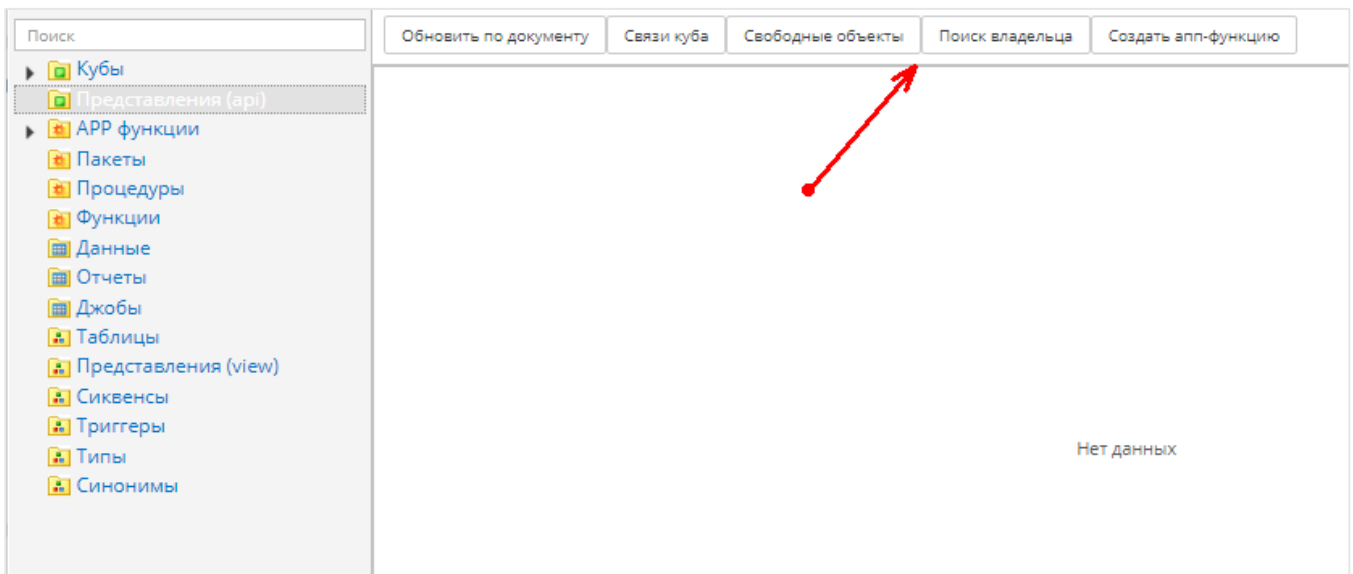 Поиск
Кубы
Представления (api)
APP функции
Пакеты
Процедуры
Функции
Данные
Отчеты
Джобы
Таблицы
Представления (view)
Сиквенсы
Триггеры
Типы
Синонимы
Обновить по документу Связи куба Свободные объекты Поиск владельца Создать апп-функцию
Нет данных